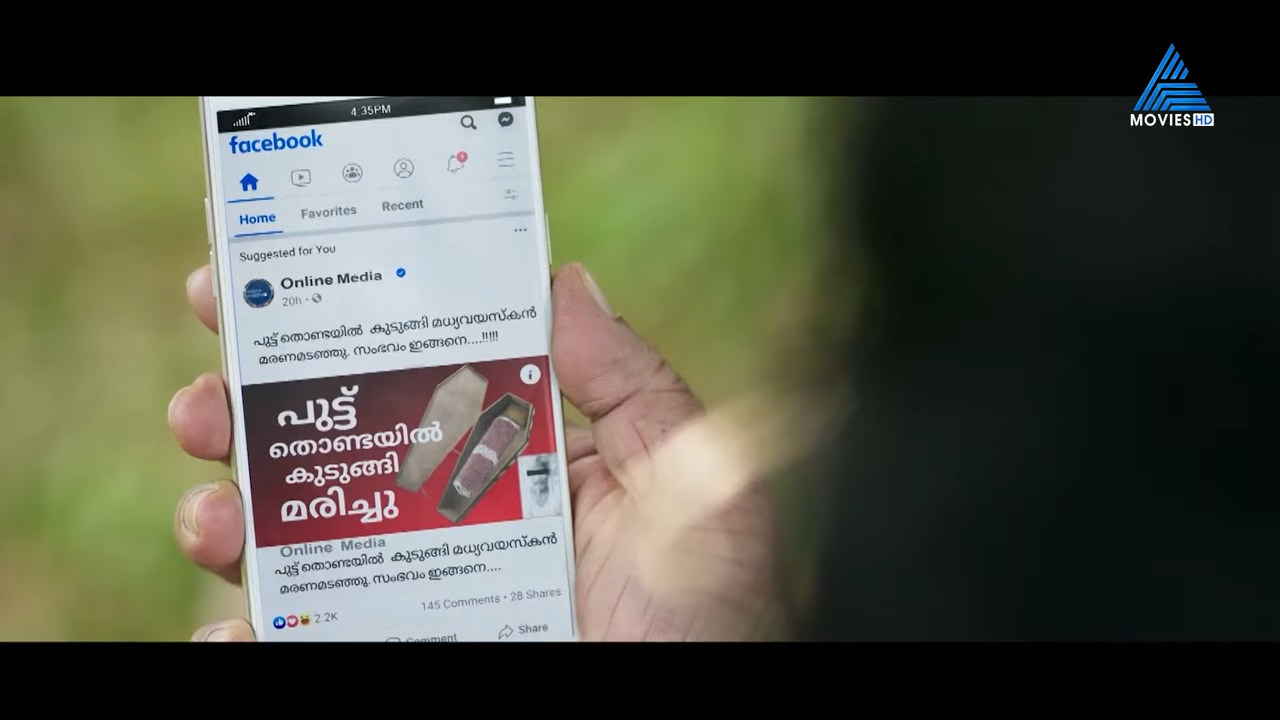 MOVIES HD
4:35PM
facebook
1
Home Favorites Recent
Suggested for You
Online Media
20h
പുട്ട് തൊണ്ടയിൽ കുടുങ്ങി മധ്യവയസ്കൻ
മരണമടഞ്ഞു. സംഭവം ഇങ്ങനെ....!!!!!
പുട്ട്
തൊണ്ടയിൽ
കുടുങ്ങി
മരിച്ചു
Online Media
പുട്ട് തൊണ്ടയിൽ കുടുങ്ങി മധ്യവയസ്കൻ
മരണമടഞ്ഞു. സംഭവം ഇങ്ങനെ....
2.2K 145 Comments • 28 Shares
Comment Share